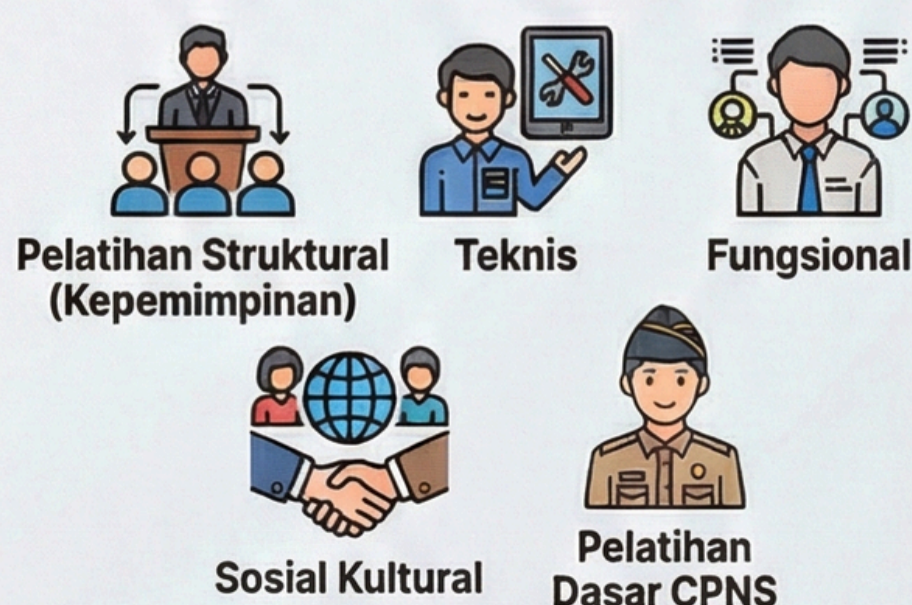 Pelatihan Struktural
(Kepemimpinan)
Teknis
Fungsional
Sosial Kultural
Pelatihan
Dasar CPNS